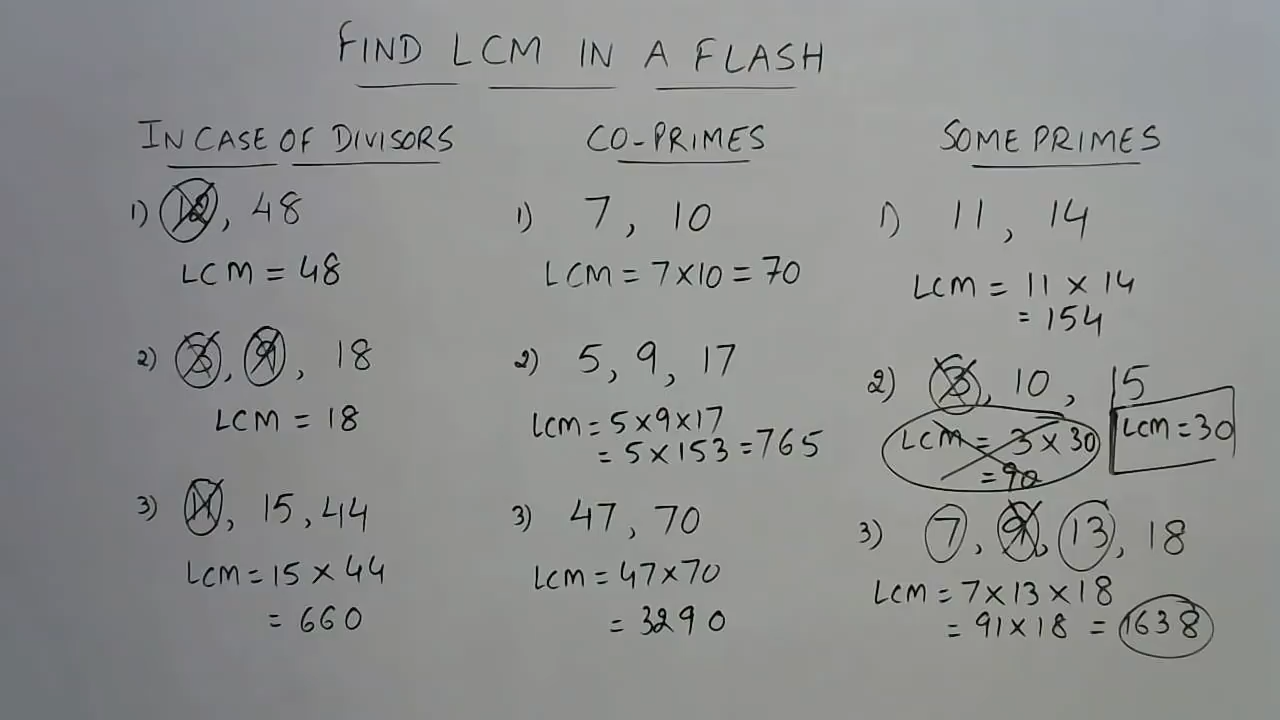 FIND LCM IN A FLASH
IN CASE OF DIVISORS
1) 12, 48
LCM = 48
2) 3, 9, 18
LCM = 18
3) 11, 15, 44
LCM = 15 × 44
= 660
CO-PRIMES
1) 7, 10
LCM = 7×10 = 70
2) 5, 9, 17
LCM = 5×9×17
= 5×153 = 765
3) 47, 70
LCM = 47×70
= 3290
SOME PRIMES
1) 11, 14
LCM = 11 × 14
= 154
2) 3, 10, 15
LCM = 3 × 30
= 90
LCM = 30
3) 7, 9, 13, 18
LCM = 7×13×18
= 91×18 = 1638